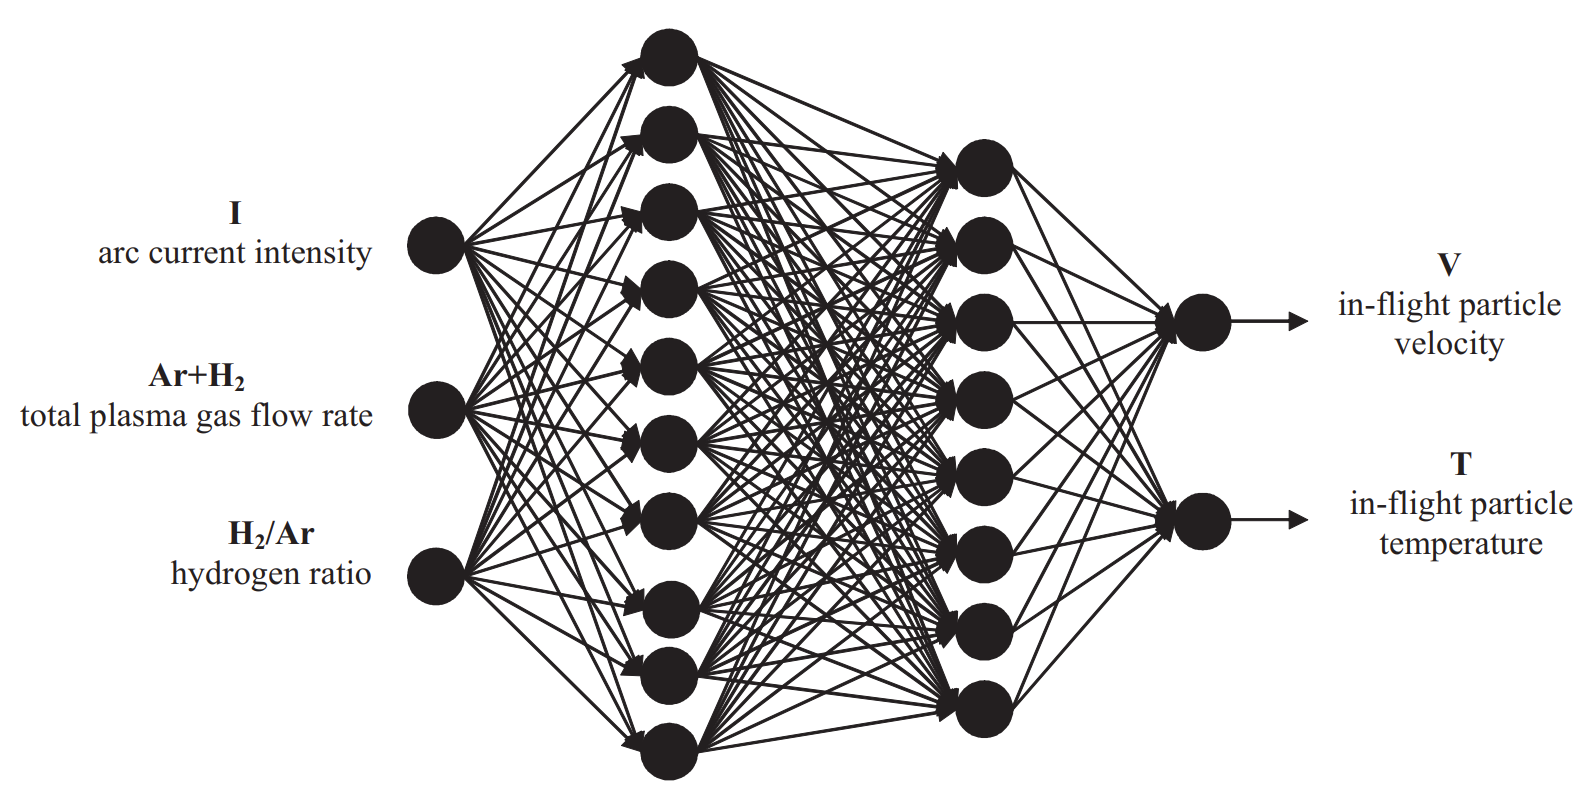 I
arc current intensity
Ar+H₂
total plasma gas flow rate
H₂/Ar
hydrogen ratio
V
in-flight particle
velocity
T
in-flight particle
temperature